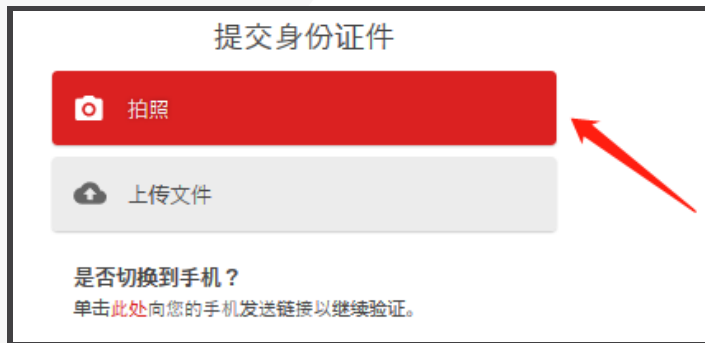 提交身份证件
拍照
上传文件
是否切换到手机？
单击此处向您的手机发送链接以继续验证。